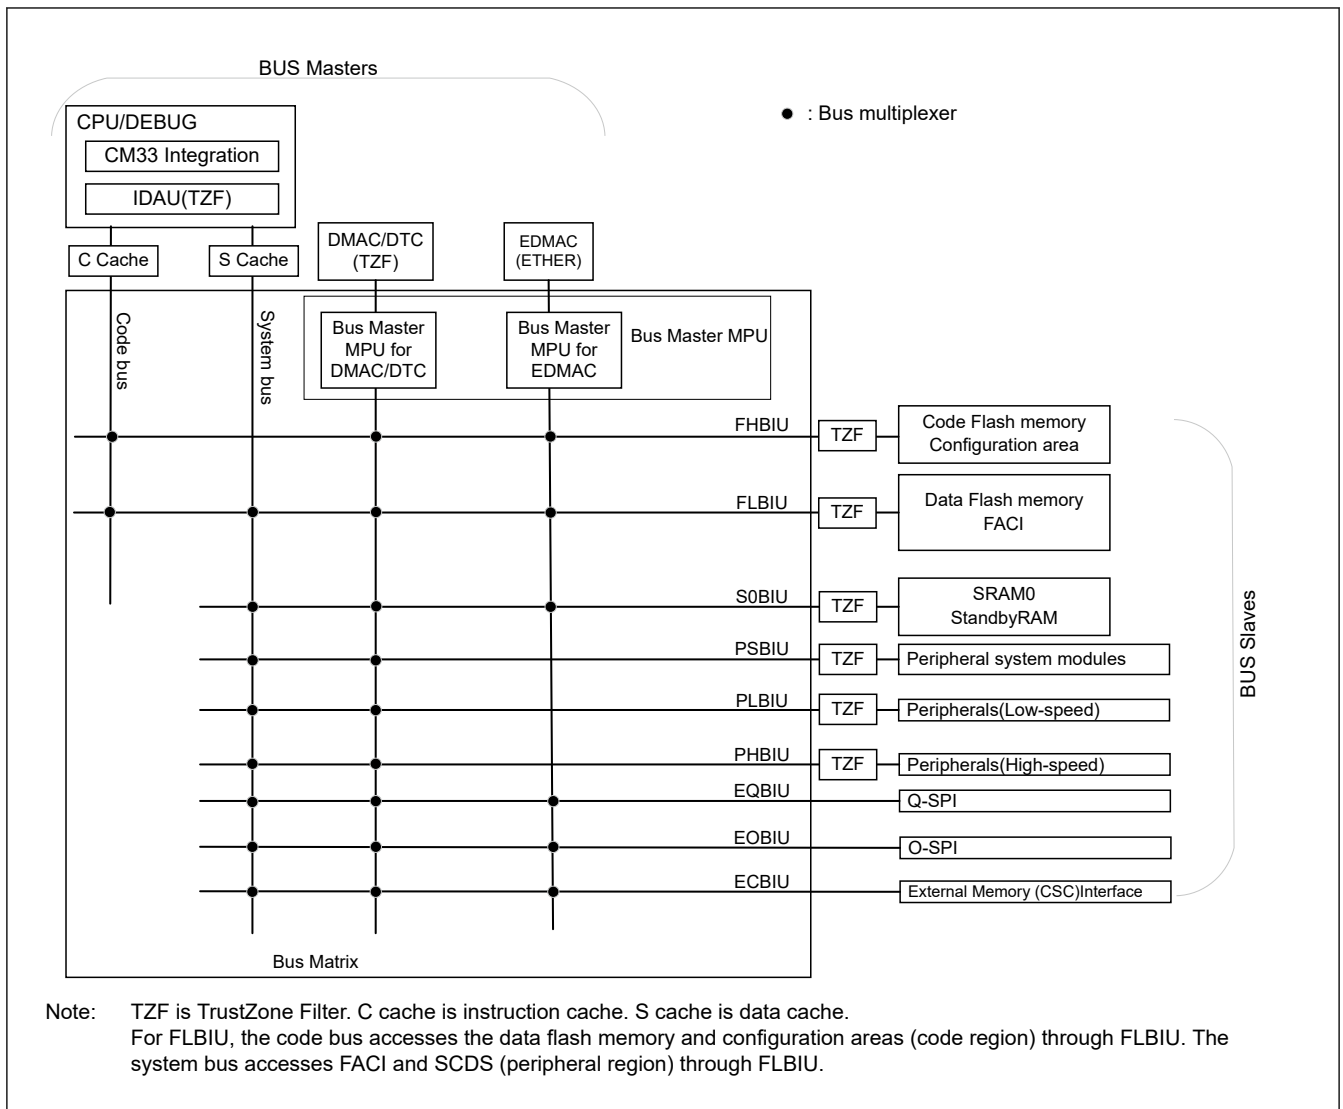 BUS Masters
: Bus multiplexer
CPU/DEBUG
CM33 Integration
IDAU(TZF)
C Cache
S Cache
DMAC/DTC
(TZF)
EDMAC
(ETHER)
Code bus
System bus
Bus Master
MPU for
DMAC/DTC
Bus Master
MPU for
EDMAC
Bus Master MPU
FHBIU
TZF
Code Flash memory
Configuration area
FLBIU
TZF
Data Flash memory
FACI
S0BIU
TZF
SRAM0
StandbyRAM
PSBIU
TZF
Peripheral system modules
PLBIU
TZF
Peripherals(Low-speed)
PHBIU
TZF
Peripherals(High-speed)
EQBIU
Q-SPI
EOBIU
O-SPI
ECBIU
External Memory (CSC)Interface
BUS Slaves
Bus Matrix
Note: TZF is TrustZone Filter. C cache is instruction cache. S cache is data cache.
For FLBIU, the code bus accesses the data flash memory and configuration areas (code region) through FLBIU. The
system bus accesses FACI and SCDS (peripheral region) through FLBIU.